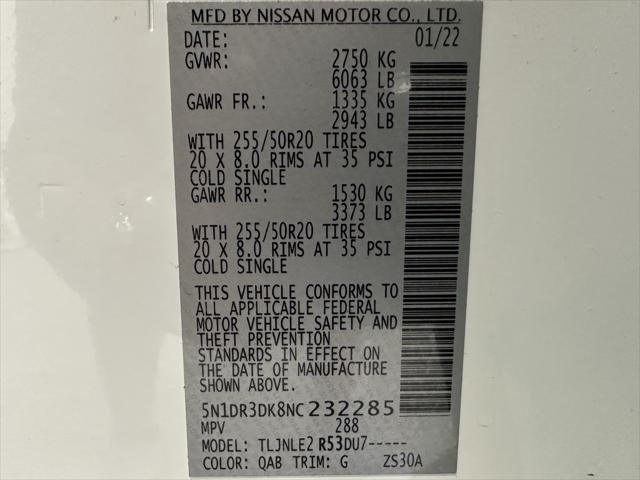 MFD BY NISSAN MOTOR CO., LTD.
DATE: 01/22
GVWR: 2750 KG
6063 LB
GAWR FR.: 1335 KG
2943 LB
WITH 255/50R20 TIRES
20 X 8.0 RIMS AT 35 PSI
COLD SINGLE
GAWR RR.: 1530 KG
3373 LB
WITH 255/50R20 TIRES
20 X 8.0 RIMS AT 35 PSI
COLD SINGLE
THIS VEHICLE CONFORMS TO
ALL APPLICABLE FEDERAL
MOTOR VEHICLE SAFETY AND
THEFT PREVENTION
STANDARDS IN EFFECT ON
THE DATE OF MANUFACTURE
SHOWN ABOVE.
5N1DR3DK8NC232285
MPV 288
MODEL: TLJNLE2 R53DU7-----
COLOR: QAB TRIM: G ZS30A